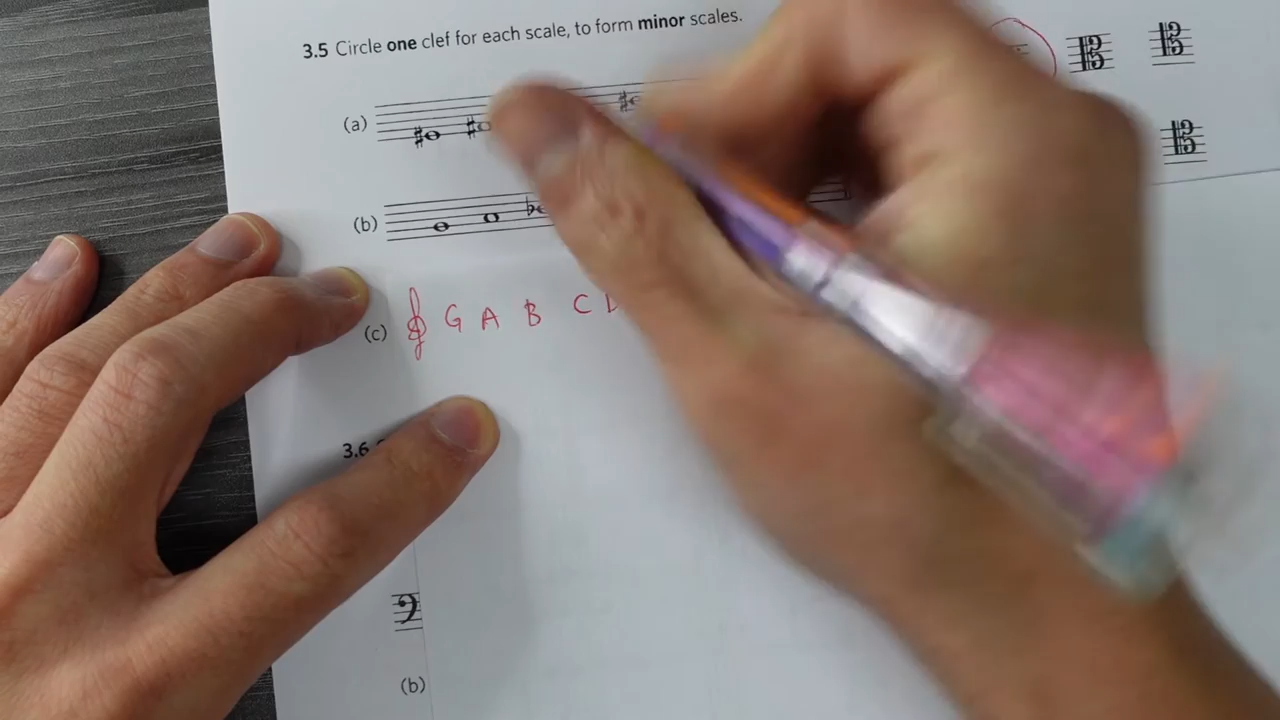 3.5 Circle one clef for each scale, to form minor scales.
(a)
(b)
(c) G A B C D
3.6
(b)